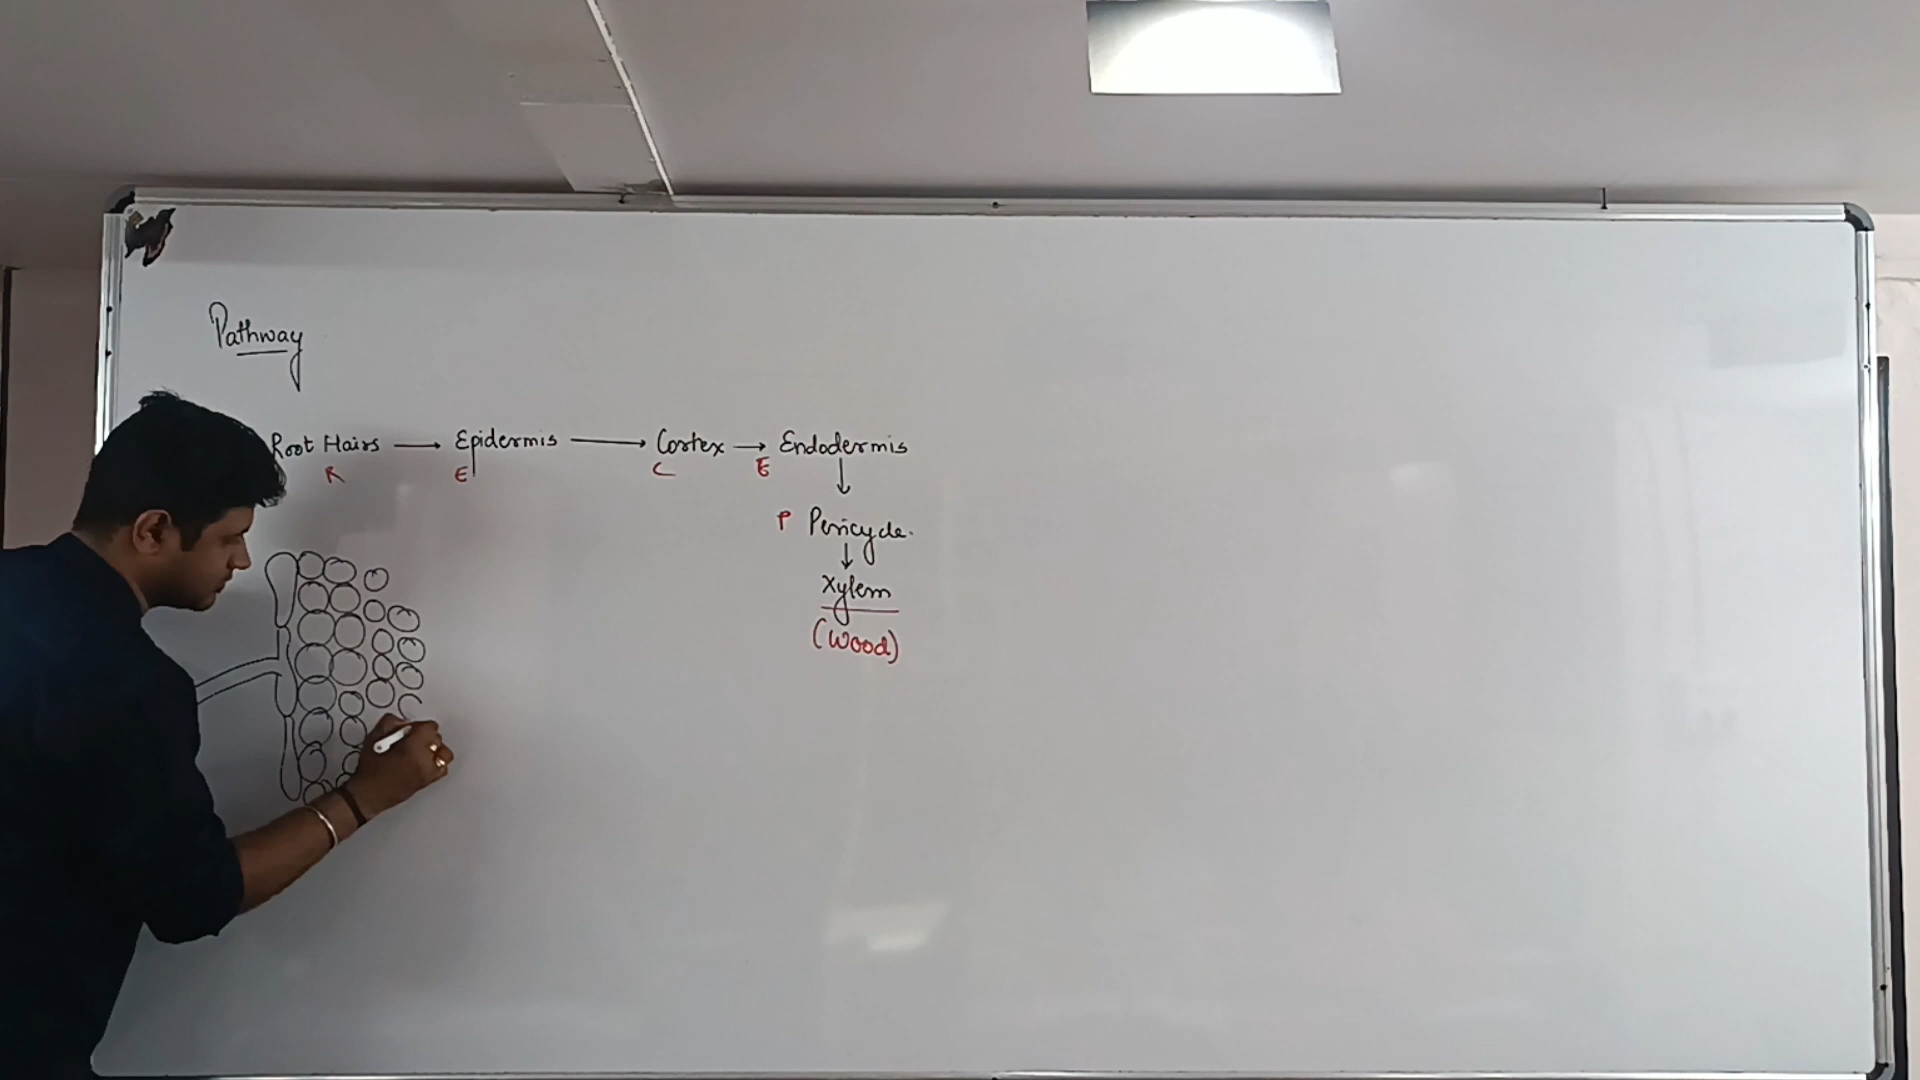 Pathway
Root Hairs → Epidermis → Cortex → Endodermis
R E C E
↓
P Pericycle.
↓
Xylem
(Wood)